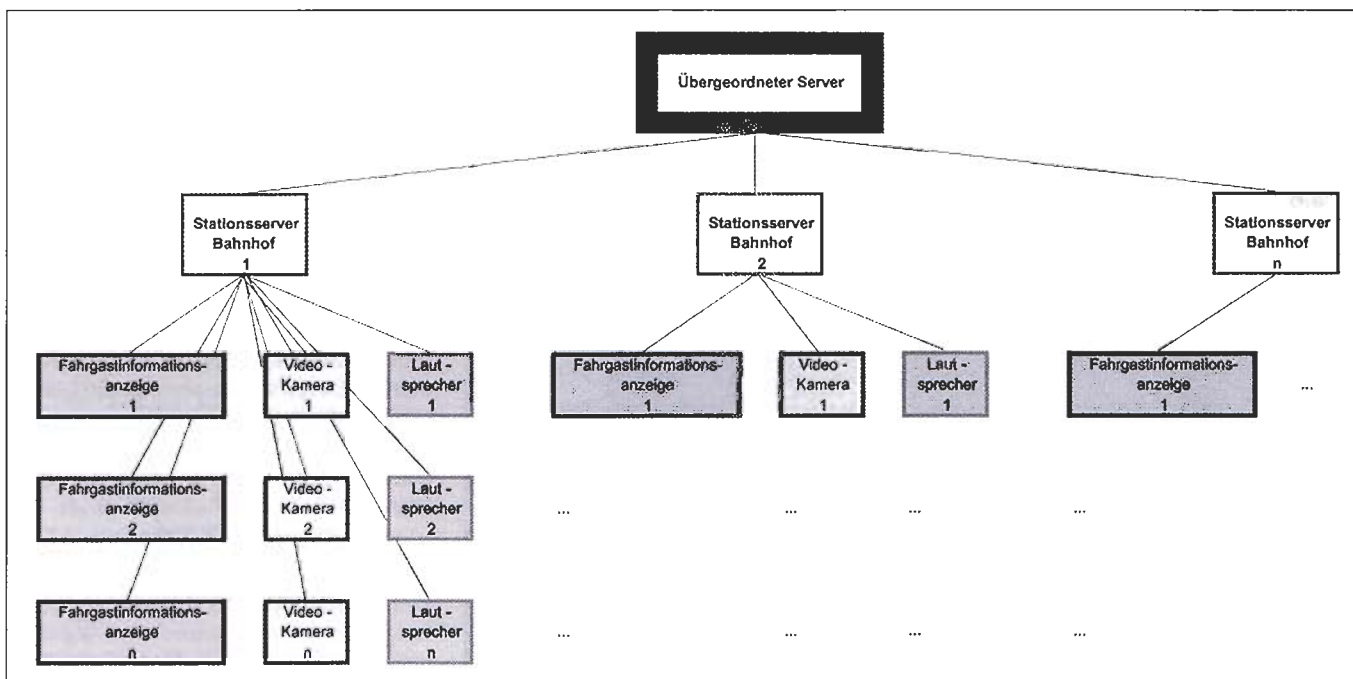 Übergeordneter Server
Stationsserver
Bahnhof
1
Stationsserver
Bahnhof
2
Stationsserver
Bahnhof
n
Fahrgastinformations-
anzeige
1
Video -
Kamera
1
Laut -
sprecher
1
Fahrgastinformations-
anzeige
1
Video -
Kamera
1
Laut -
sprecher
1
Fahrgastinformations-
anzeige
1
...
Fahrgastinformations-
anzeige
2
Video -
Kamera
2
Laut -
sprecher
2
...
...
...
...
Fahrgastinformations-
anzeige
n
Video -
Kamera
n
Laut -
sprecher
n
...
...
...
...